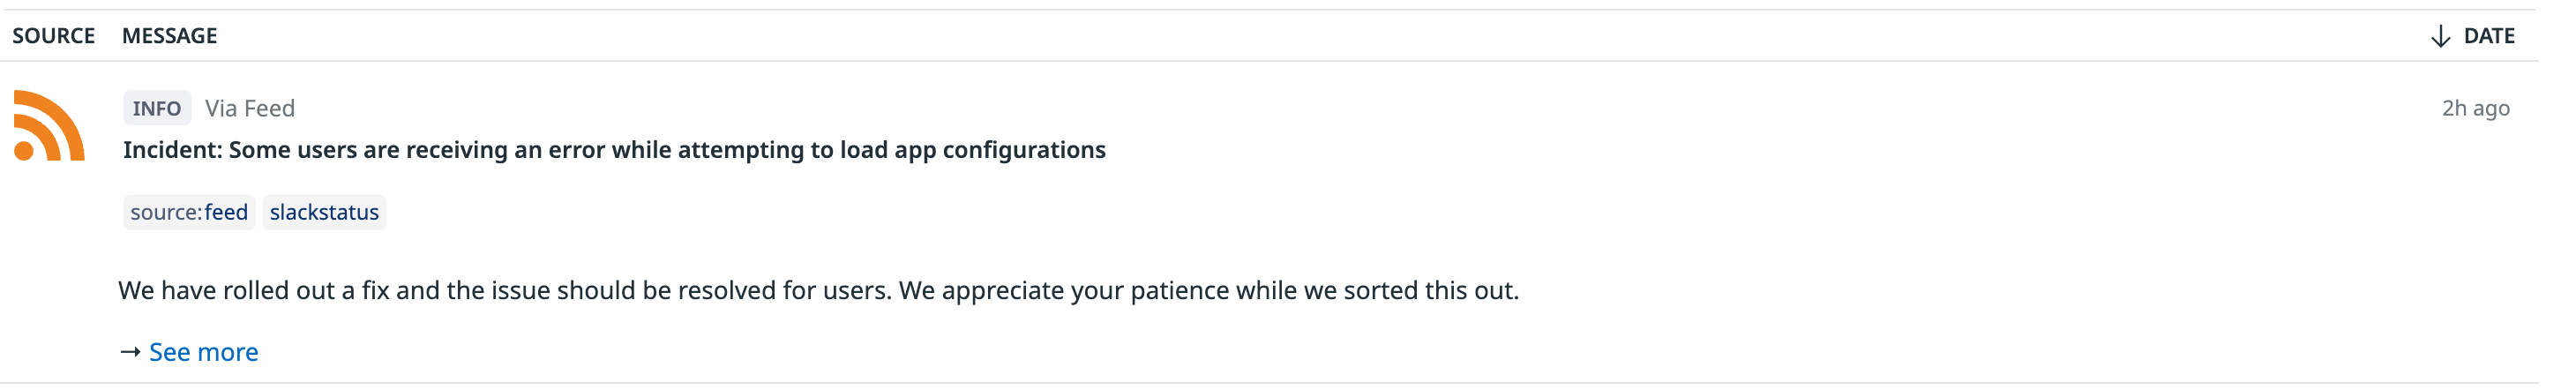 SOURCE MESSAGE ↓ DATE
INFO Via Feed 2h ago
Incident: Some users are receiving an error while attempting to load app configurations
source:feed slackstatus
We have rolled out a fix and the issue should be resolved for users. We appreciate your patience while we sorted this out.
→ See more